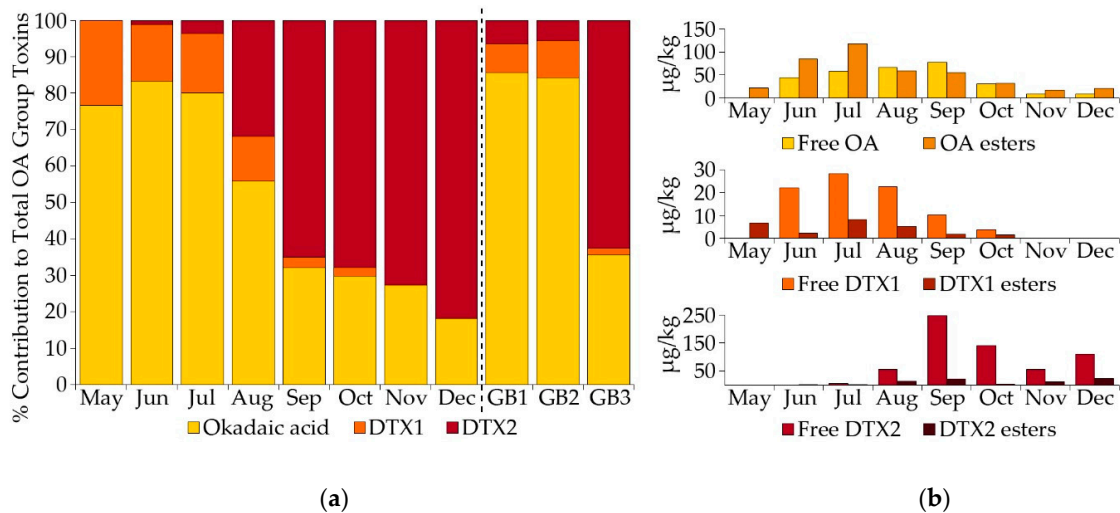 % Contribution to Total OA Group Toxins
100
90
80
70
60
50
40
30
20
10
0
May Jun Jul Aug Sep Oct Nov Dec GB1 GB2 GB3
Okadaic acid DTX1 DTX2
(a)
µg/kg
150
100
50
0
May Jun Jul Aug Sep Oct Nov Dec
Free OA OA esters
µg/kg
30
20
10
0
May Jun Jul Aug Sep Oct Nov Dec
Free DTX1 DTX1 esters
µg/kg
250
150
50
May Jun Jul Aug Sep Oct Nov Dec
Free DTX2 DTX2 esters
(b)